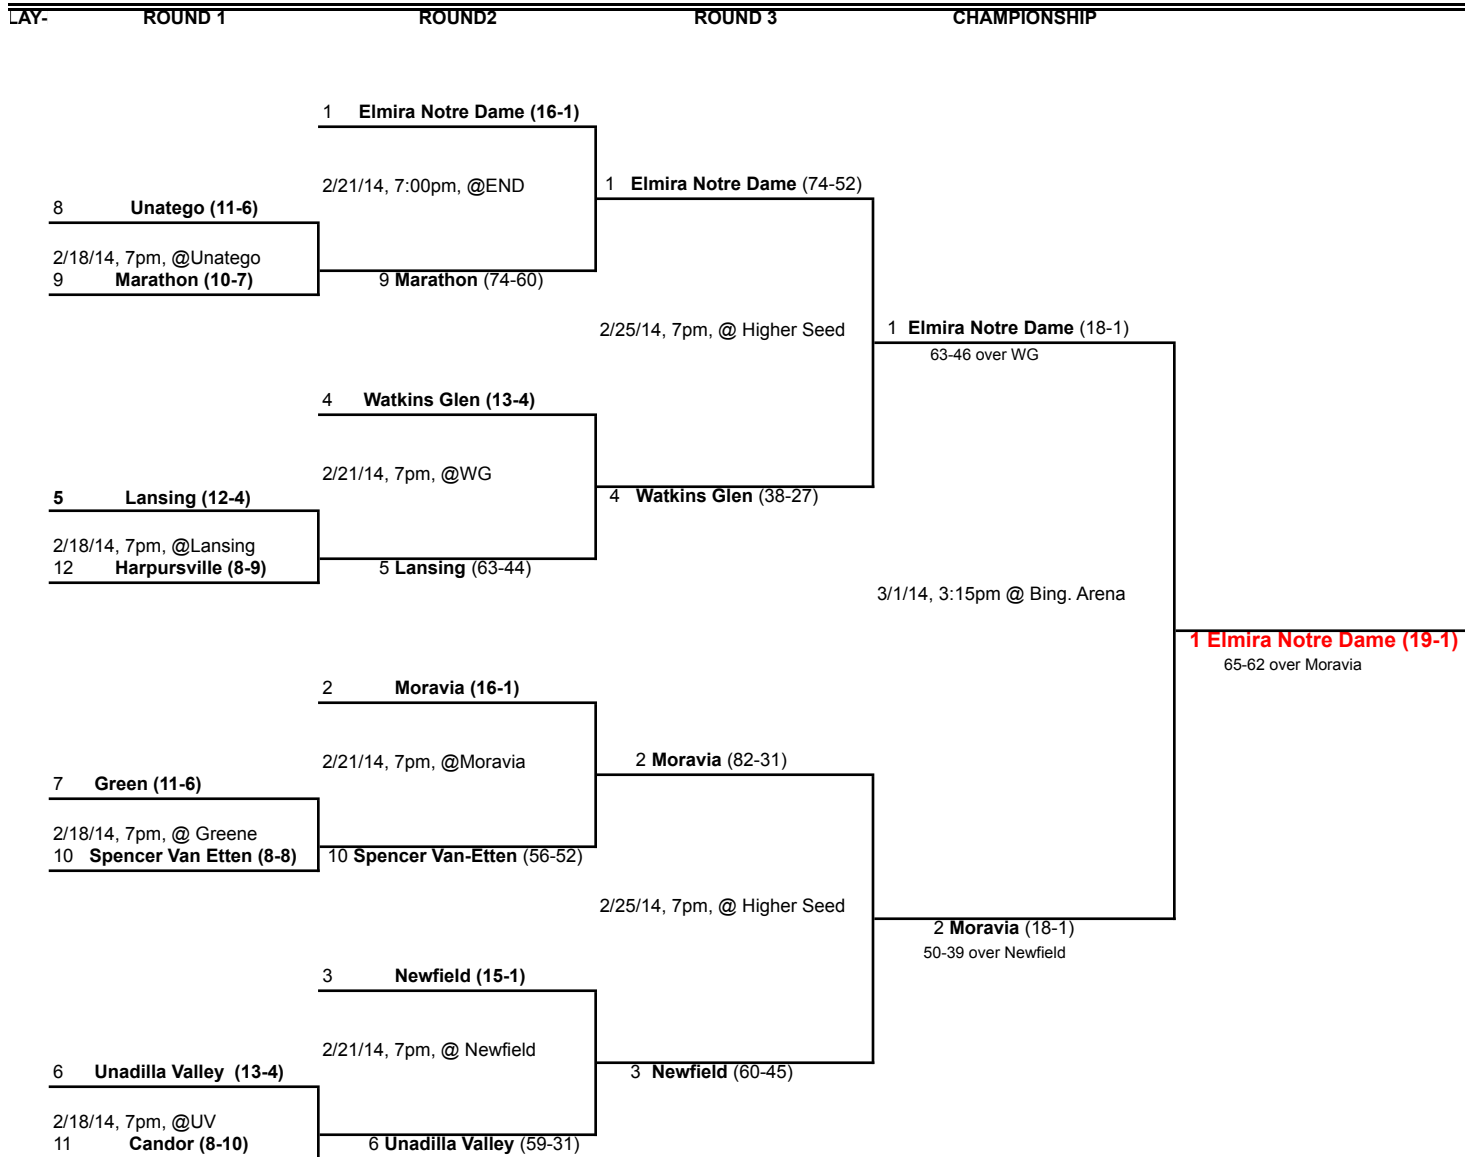 LAY- ROUND 1 ROUND2 ROUND 3 CHAMPIONSHIP
1 Elmira Notre Dame (16-1)
2/21/14, 7:00pm, @END
1 Elmira Notre Dame (74-52)
8 Unatego (11-6)
2/18/14, 7pm, @Unatego
9 Marathon (10-7)
9 Marathon (74-60)
2/25/14, 7pm, @ Higher Seed
1 Elmira Notre Dame (18-1)
63-46 over WG
4 Watkins Glen (13-4)
2/21/14, 7pm, @WG
4 Watkins Glen (38-27)
5 Lansing (12-4)
2/18/14, 7pm, @Lansing
12 Harpursville (8-9)
5 Lansing (63-44)
3/1/14, 3:15pm @ Bing. Arena
1 Elmira Notre Dame (19-1)
65-62 over Moravia
2 Moravia (16-1)
2/21/14, 7pm, @Moravia
2 Moravia (82-31)
7 Green (11-6)
2/18/14, 7pm, @ Greene
10 Spencer Van Etten (8-8)
10 Spencer Van-Etten (56-52)
2/25/14, 7pm, @ Higher Seed
2 Moravia (18-1)
50-39 over Newfield
3 Newfield (15-1)
2/21/14, 7pm, @ Newfield
3 Newfield (60-45)
6 Unadilla Valley (13-4)
2/18/14, 7pm, @UV
11 Candor (8-10)
6 Unadilla Valley (59-31)